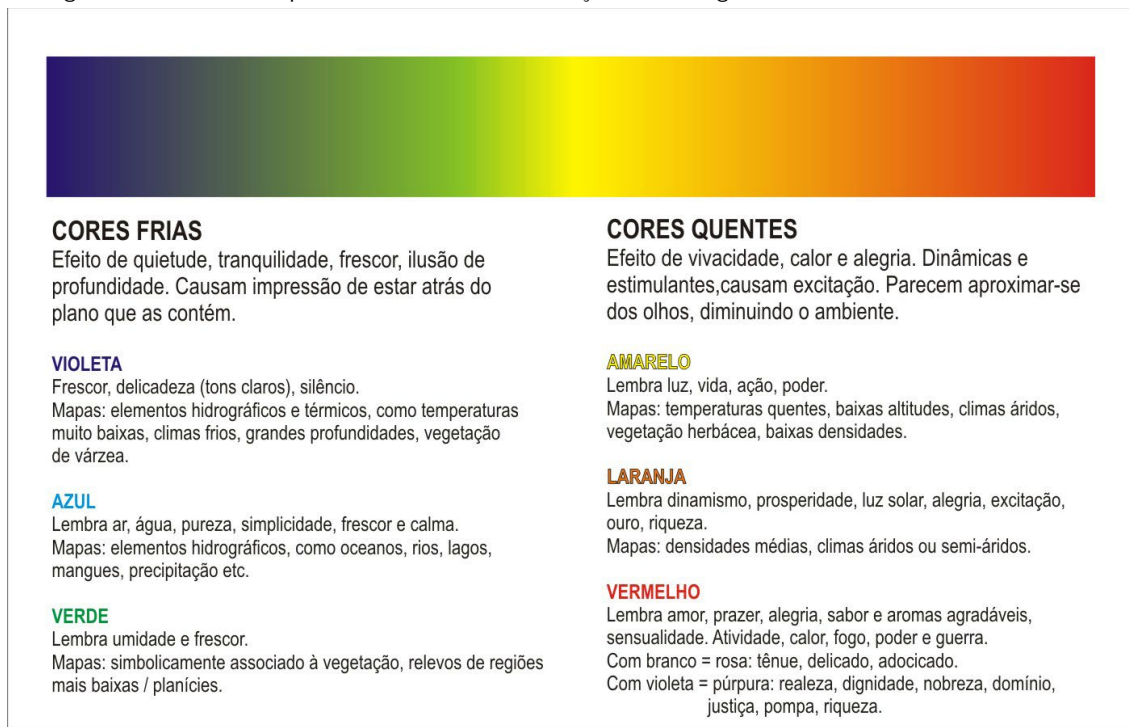 CORES FRIAS
Efeito de quietude, tranquilidade, frescor, ilusão de
profundidade. Causam impressão de estar atrás do
plano que as contém.
VIOLETA
Frescor, delicadeza (tons claros), silêncio.
Mapas: elementos hidrográficos e térmicos, como temperaturas
muito baixas, climas frios, grandes profundidades, vegetação
de várzea.
AZUL
Lembra ar, água, pureza, simplicidade, frescor e calma.
Mapas: elementos hidrográficos, como oceanos, rios, lagos,
mangues, precipitação etc.
VERDE
Lembra umidade e frescor.
Mapas: simbolicamente associado à vegetação, relevos de regiões
mais baixas / planícies.
CORES QUENTES
Efeito de vivacidade, calor e alegria. Dinâmicas e
estimulantes,causam excitação. Parecem aproximar-se
dos olhos, diminuindo o ambiente.
AMARELO
Lembra luz, vida, ação, poder.
Mapas: temperaturas quentes, baixas altitudes, climas áridos,
vegetação herbácea, baixas densidades.
LARANJA
Lembra dinamismo, prosperidade, luz solar, alegria, excitação,
ouro, riqueza.
Mapas: densidades médias, climas áridos ou semi-áridos.
VERMELHO
Lembra amor, prazer, alegria, sabor e aromas agradáveis,
sensualidade. Atividade, calor, fogo, poder e guerra.
Com branco = rosa: tênue, delicado, adocicado.
Com violeta = púrpura: realeza, dignidade, nobreza, domínio,
justiça, pompa, riqueza.